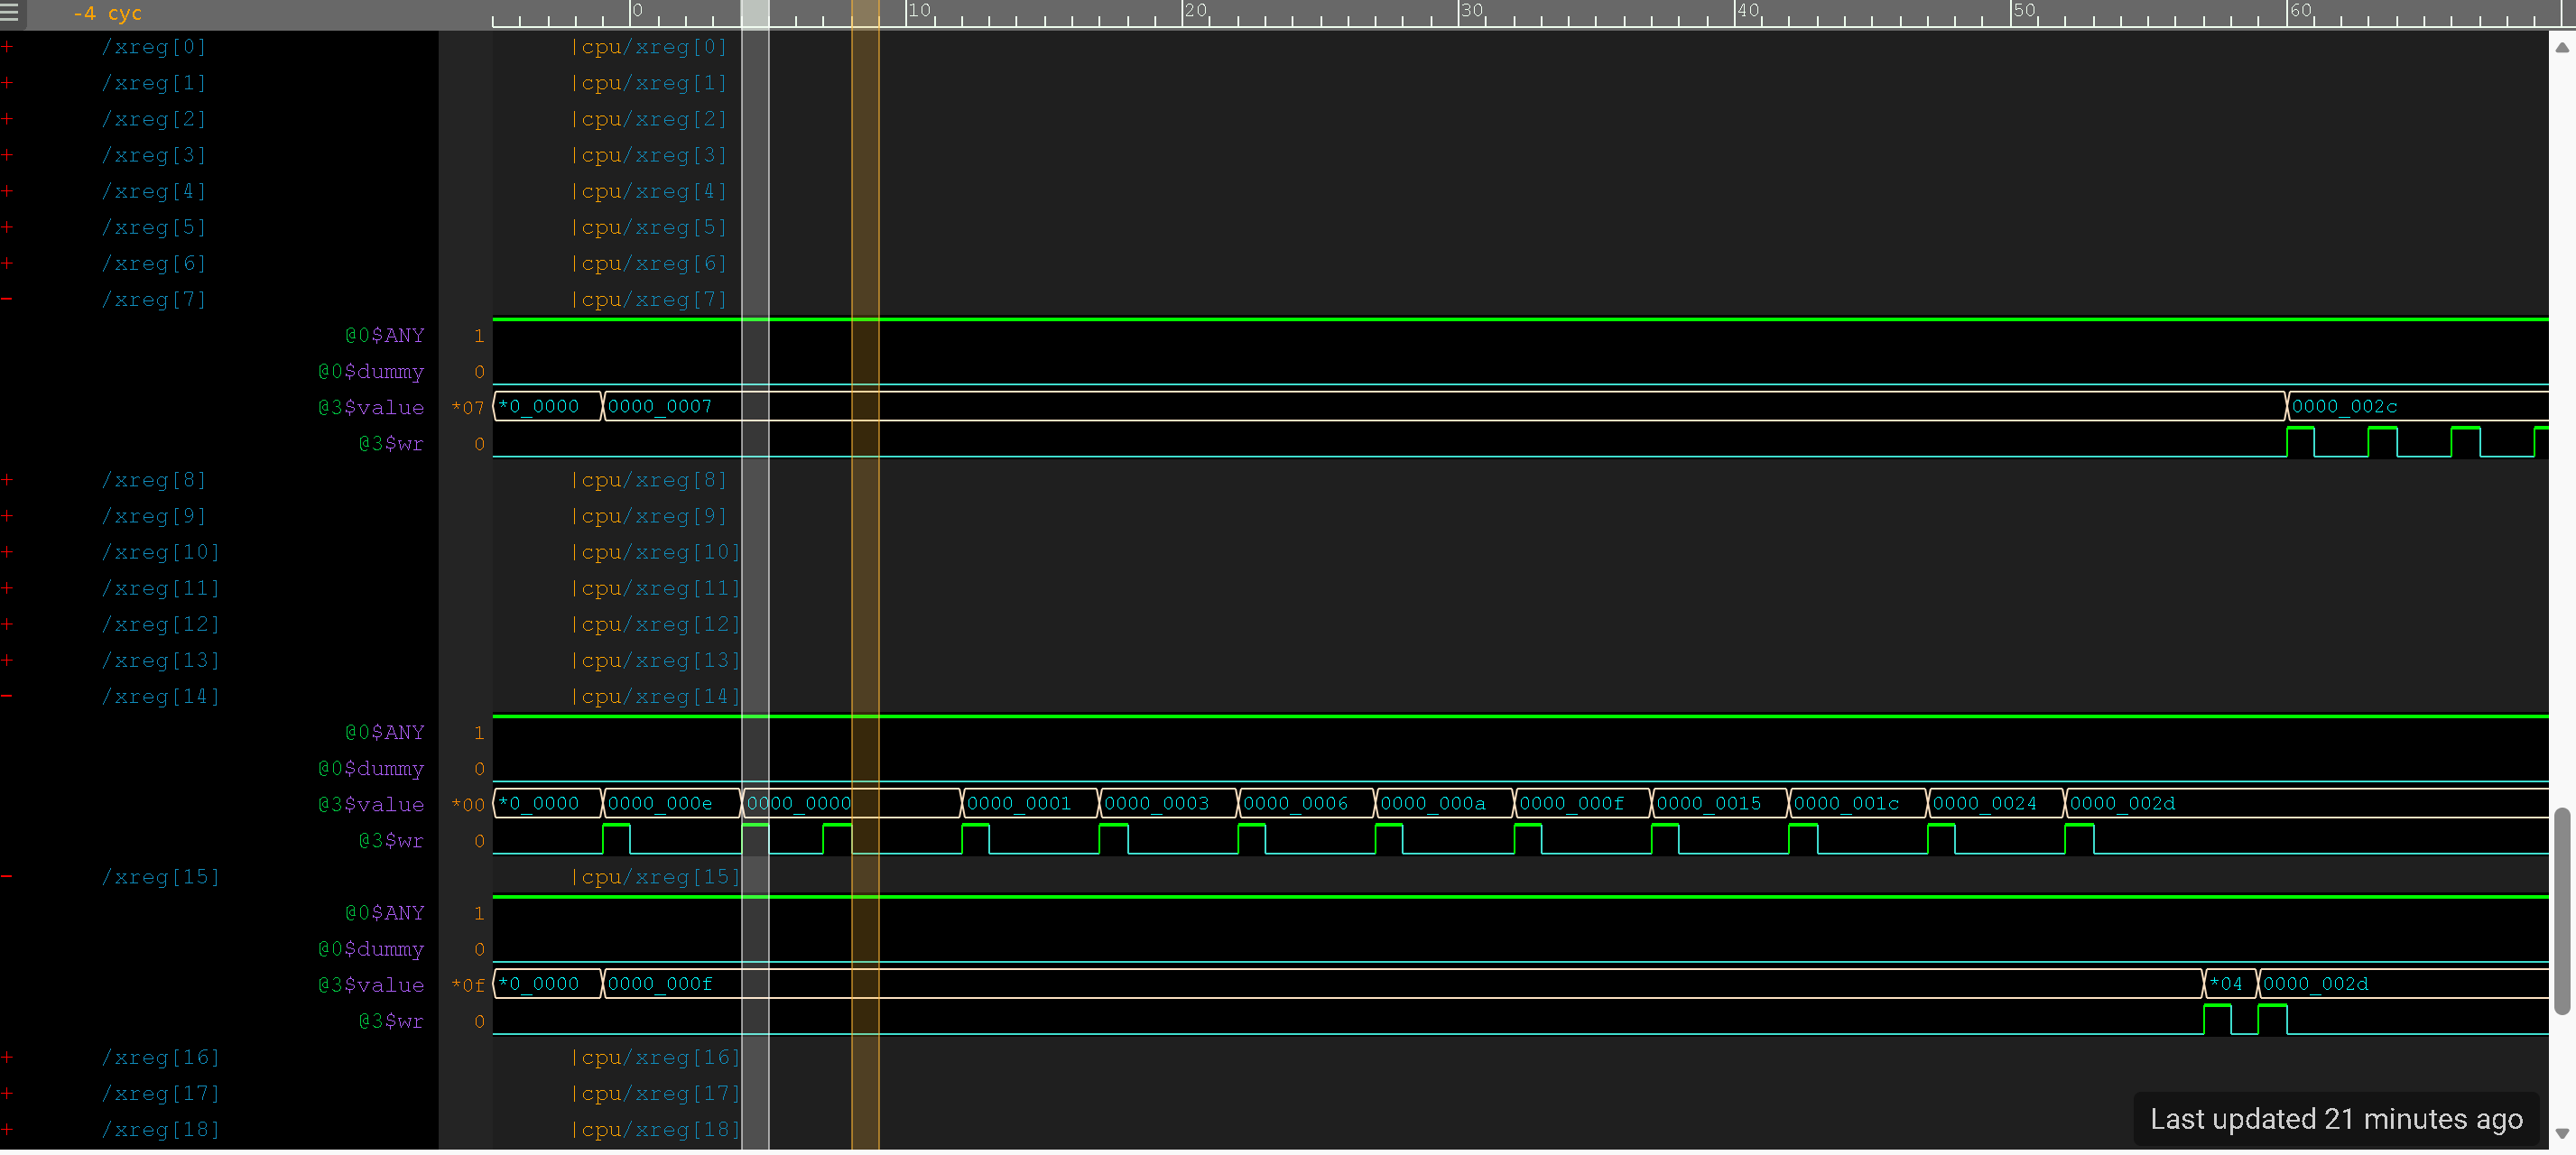 -4 cyc 0 10 20 30 40 50 60
+ /xreg[0] |cpu/xreg[0]
+ /xreg[1] |cpu/xreg[1]
+ /xreg[2] |cpu/xreg[2]
+ /xreg[3] |cpu/xreg[3]
+ /xreg[4] |cpu/xreg[4]
+ /xreg[5] |cpu/xreg[5]
+ /xreg[6] |cpu/xreg[6]
- /xreg[7] |cpu/xreg[7]
@0$ANY 1
@0$dummy 0
@3$value *07 *0_0000 0000_0007 0000_002c
@3$wr 0
+ /xreg[8] |cpu/xreg[8]
+ /xreg[9] |cpu/xreg[9]
+ /xreg[10] |cpu/xreg[10]
+ /xreg[11] |cpu/xreg[11]
+ /xreg[12] |cpu/xreg[12]
+ /xreg[13] |cpu/xreg[13]
- /xreg[14] |cpu/xreg[14]
@0$ANY 1
@0$dummy 0
@3$value *00 *0_0000 0000_000e 0000_0000 0000_0001 0000_0003 0000_0006 0000_000a 0000_000f 0000_0015 0000_001c 0000_0024 0000_002d
@3$wr 0
- /xreg[15] |cpu/xreg[15]
@0$ANY 1
@0$dummy 0
@3$value *0f *0_0000 0000_000f *04 0000_002d
@3$wr 0
+ /xreg[16] |cpu/xreg[16]
+ /xreg[17] |cpu/xreg[17]
+ /xreg[18] |cpu/xreg[18]
Last updated 21 minutes ago